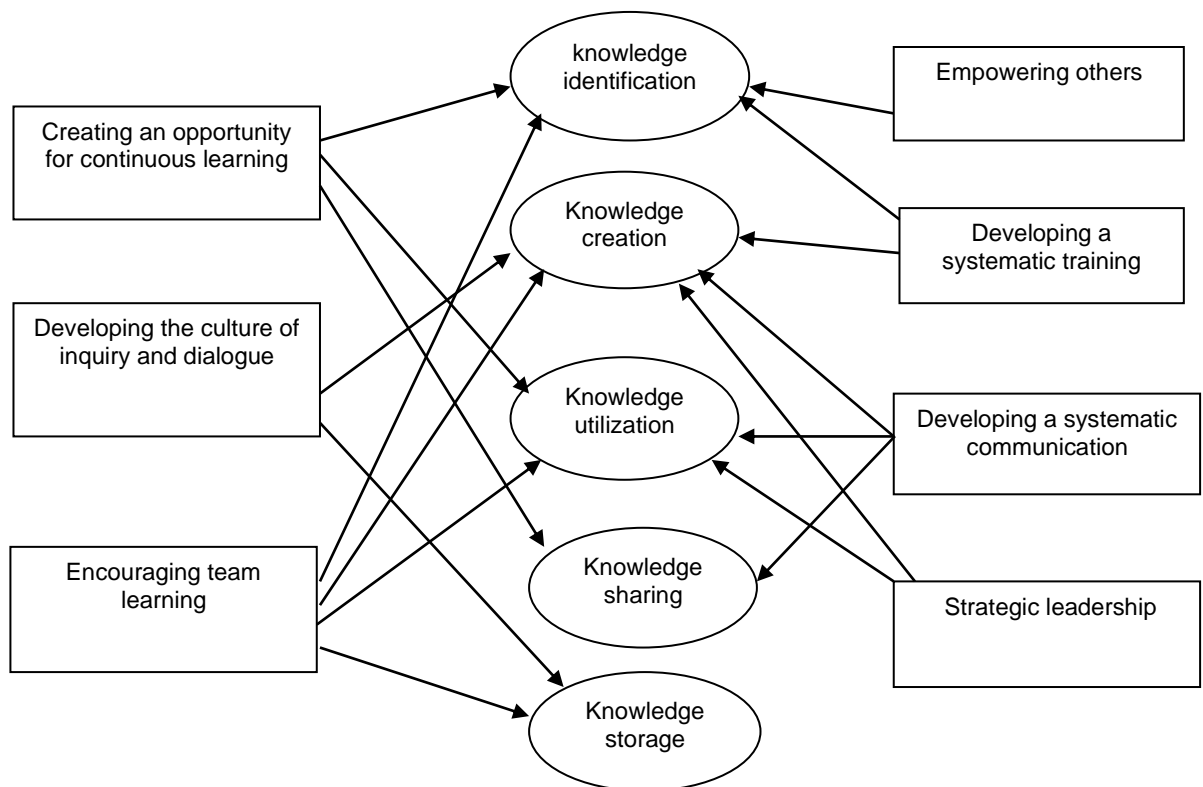 knowledge
identification
Empowering others
Creating an opportunity
for continuous learning
Knowledge
creation
Developing a
systematic training
Developing the culture of
inquiry and dialogue
Knowledge
utilization
Developing a systematic
communication
Encouraging team
learning
Knowledge
sharing
Strategic leadership
Knowledge
storage